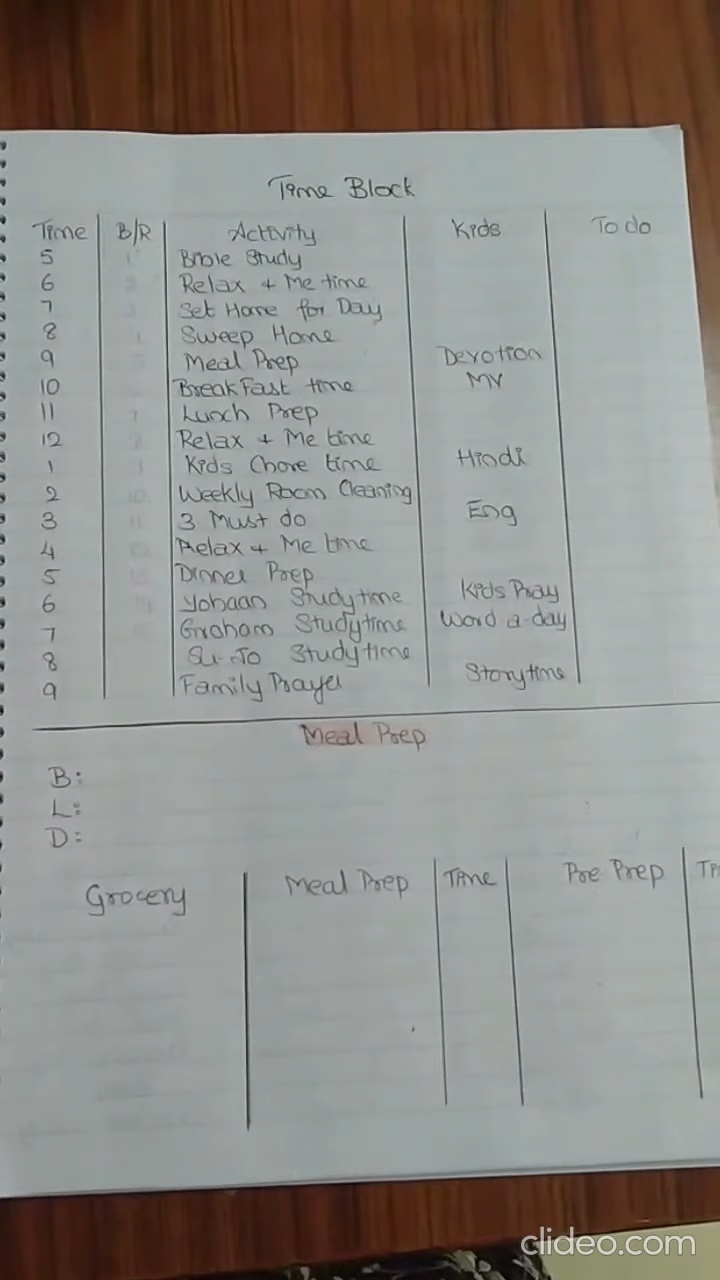 Time Block
Time B/R Activity Kids To do
5 Bible Study
6 Relax + Me time
7 Set Home for Day
8 Sweep Home
9 Meal Prep Devotion
10 BreakFast time MV
11 Lunch Prep
12 Relax + Me time
1 Kids Chore time Hindi
2 Weekly Room Cleaning
3 3 Must do Eng
4 Relax + Me time
5 Dinner Prep
6 Yohaan Study time Kids Pray
7 Graham Study time Word a-day
8 Su-Jo Study time
9 Family Prayer Storytime
Meal Prep
B:
L:
D:
Grocery Meal Prep Time Pre Prep
clideo.com